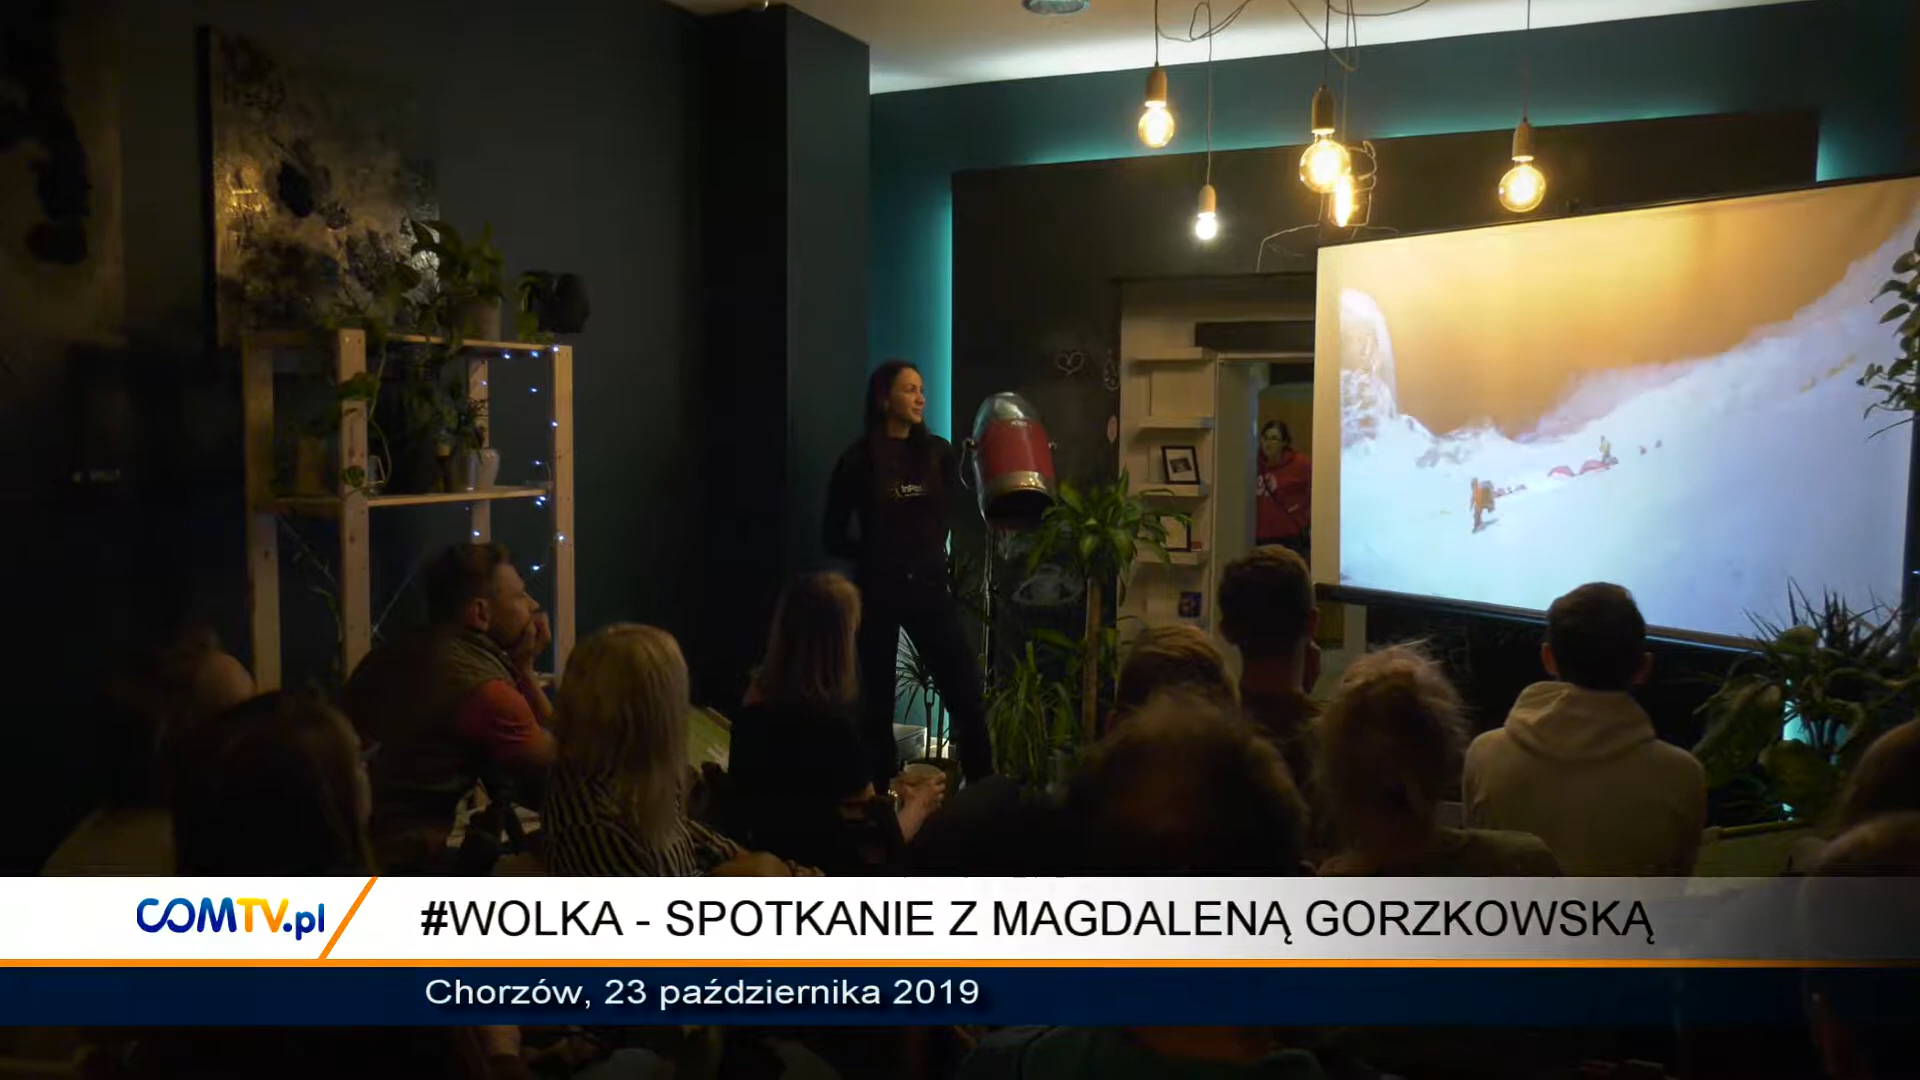 COMTV.pl
#WOLKA - SPOTKANIE Z MAGDALENĄ GORZKOWSKĄ
Chorzów, 23 października 2019